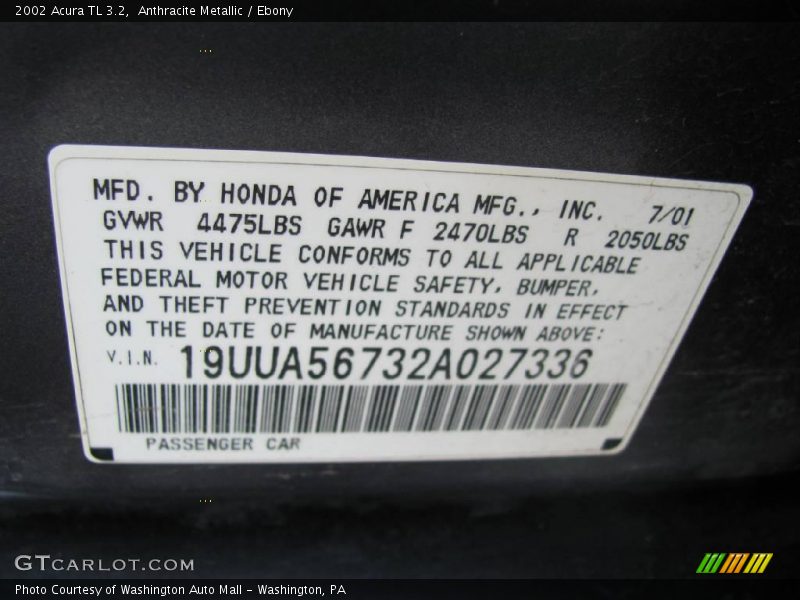 2002 Acura TL 3.2, Anthracite Metallic / Ebony
MFD. BY HONDA OF AMERICA MFG., INC. 7/01
GVWR 4475LBS GAWR F 2470LBS R 2050LBS
THIS VEHICLE CONFORMS TO ALL APPLICABLE
FEDERAL MOTOR VEHICLE SAFETY, BUMPER,
AND THEFT PREVENTION STANDARDS IN EFFECT
ON THE DATE OF MANUFACTURE SHOWN ABOVE:
V.I.N. 19UUA56732A027336
PASSENGER CAR
GTCARLOT.COM
Photo Courtesy of Washington Auto Mall - Washington, PA